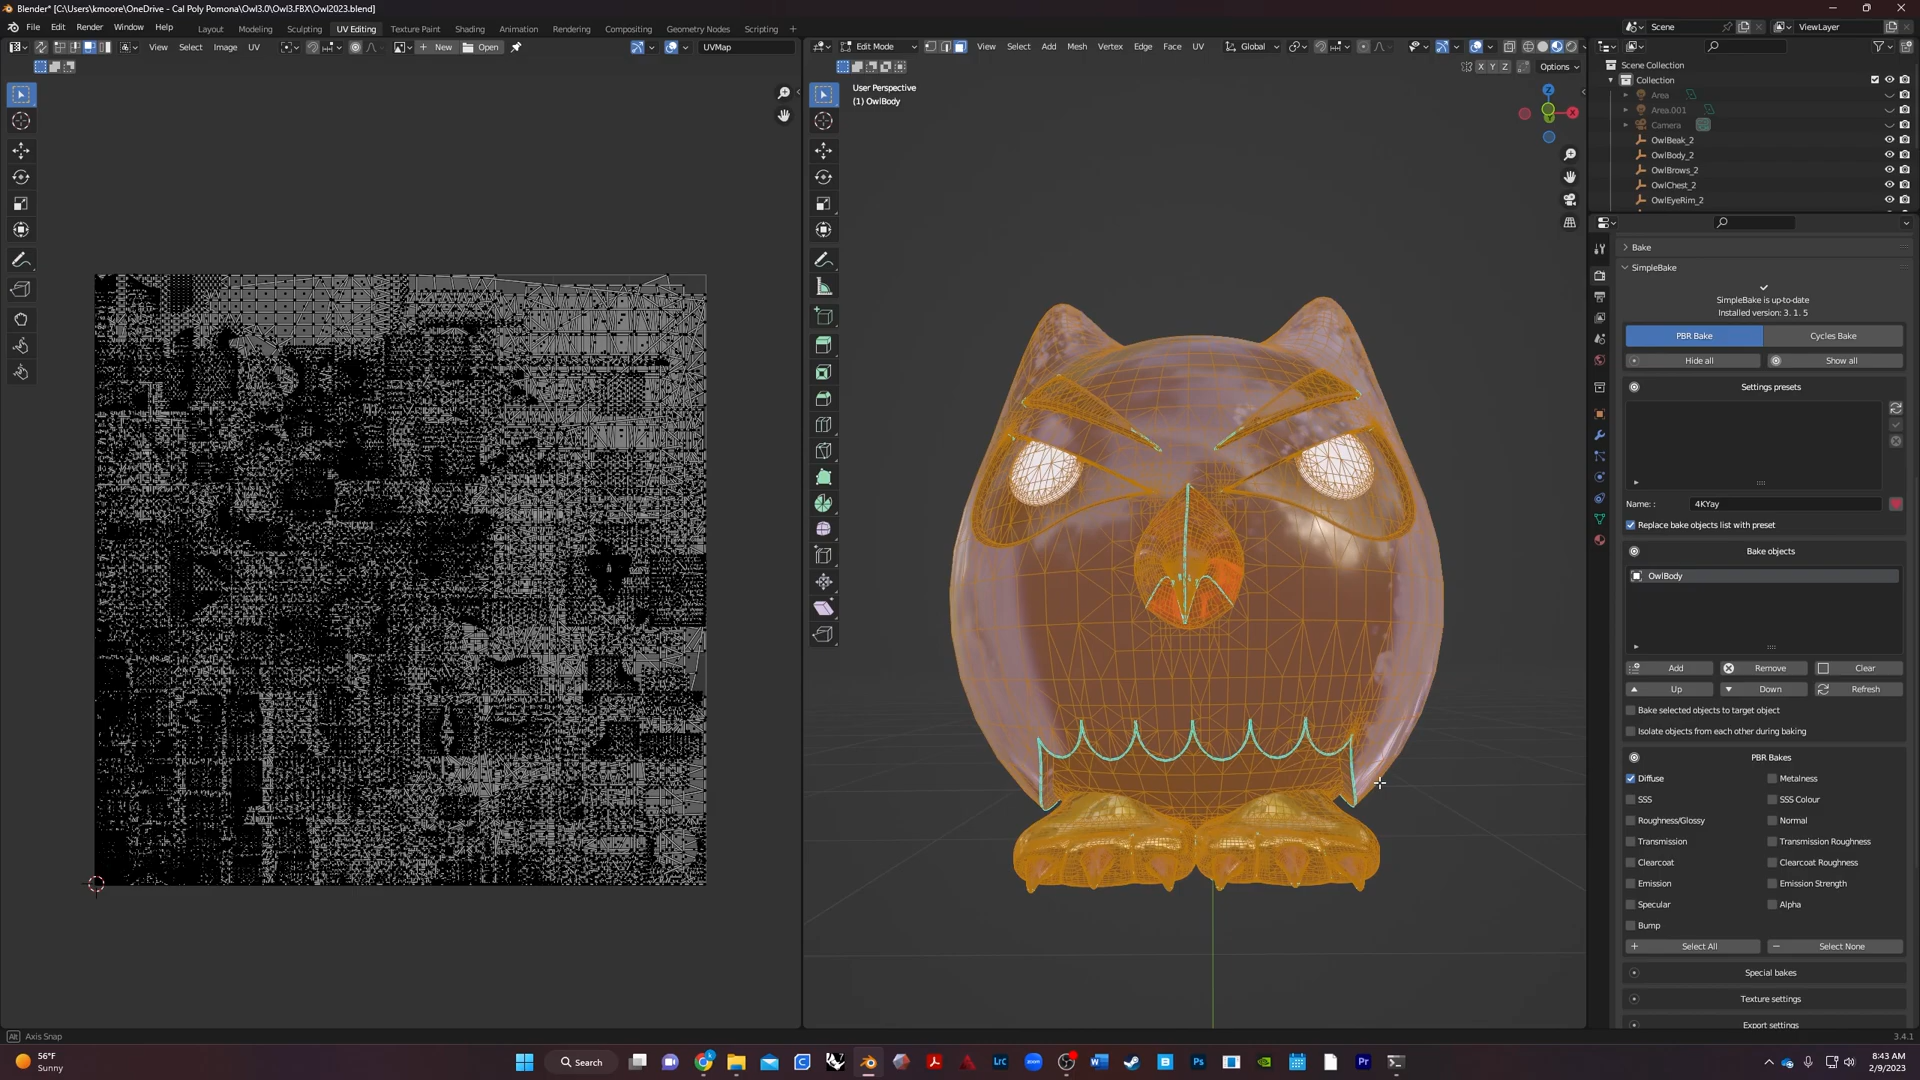 Blender* [C:\Users\kmoore\OneDrive - Cal Poly Pomona\Owl3.0\Owl3.FBX\Owl2023.blend]
File Edit Render Window Help Layout Modeling Sculpting UV Editing Texture Paint Shading Animation Rendering Compositing Geometry Nodes Scripting + Scene ViewLayer
View Select Image UV New Open UVMap
Edit Mode View Select Add Mesh Vertex Edge Face UV Global
X Y Z Options
User Perspective
(1) OwlBody
Z
X
Scene Collection
Collection
Area
Area.001
Camera
OwlBeak_2
OwlBody_2
OwlBrows_2
OwlChest_2
OwlEyeRim_2
Bake
SimpleBake
SimpleBake is up-to-date
Installed version: 3. 1. 5
PBR Bake Cycles Bake
Hide all Show all
Settings presets
Name: : 4KYay
Replace bake objects list with preset
Bake objects
OwlBody
Add Remove Clear
Up Down Refresh
Bake selected objects to target object
Isolate objects from each other during baking
PBR Bakes
Diffuse Metalness
SSS SSS Colour
Roughness/Glossy Normal
Transmission Transmission Roughness
Clearcoat Clearcoat Roughness
Emission Emission Strength
Specular Alpha
Bump
Select All Select None
Special bakes
Texture settings
Export settings
Alt Axis Snap 3.4.1
56°F
Sunny
Search
Lrc zoom W B Ps Pr
8:43 AM
2/9/2023